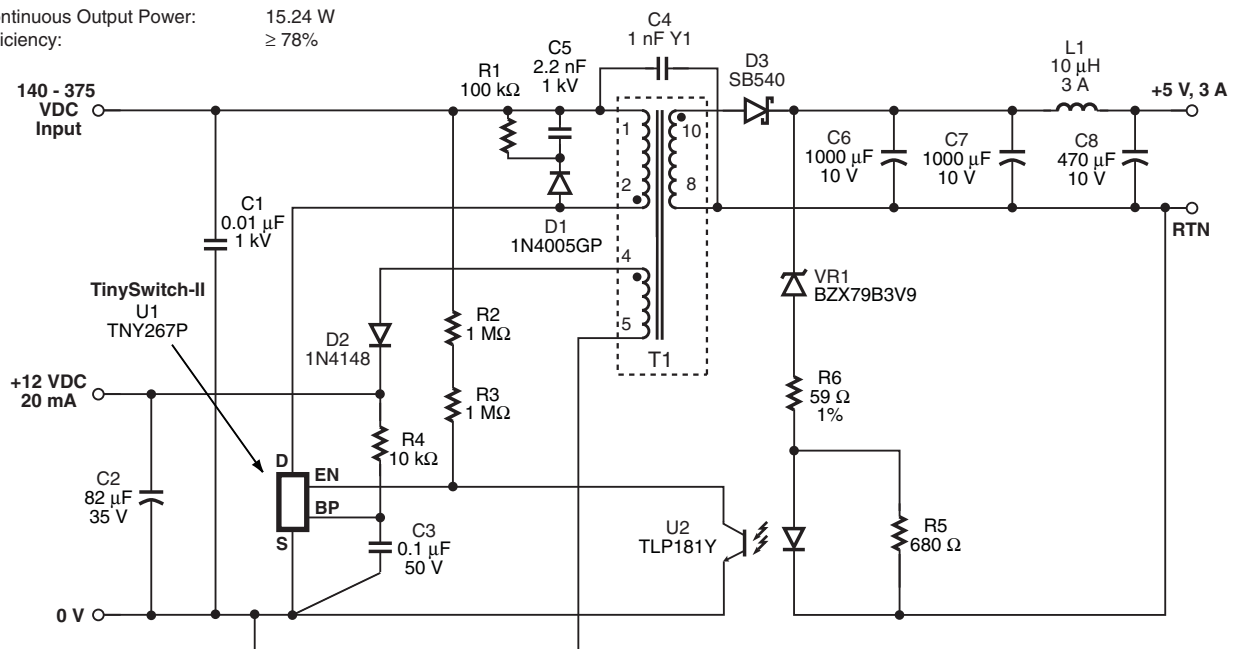 ontinuous Output Power: 15.24 W
iciency: ≥ 78%
C4
1 nF Y1
C5
2.2 nF
1 kV
R1
100 kΩ
D3
SB540
L1
10 µH
3 A
+5 V, 3 A
140 - 375
VDC
Input
1
10
2
8
C6
1000 µF
10 V
C7
1000 µF
10 V
C8
470 µF
10 V
C1
0.01 µF
1 kV
D1
1N4005GP
RTN
4
5
T1
VR1
BZX79B3V9
TinySwitch-II
U1
TNY267P
D2
1N4148
R2
1 MΩ
R3
1 MΩ
R6
59 Ω
1%
+12 VDC
20 mA
R4
10 kΩ
D
EN
BP
S
C2
82 µF
35 V
C3
0.1 µF
50 V
U2
TLP181Y
R5
680 Ω
0 V